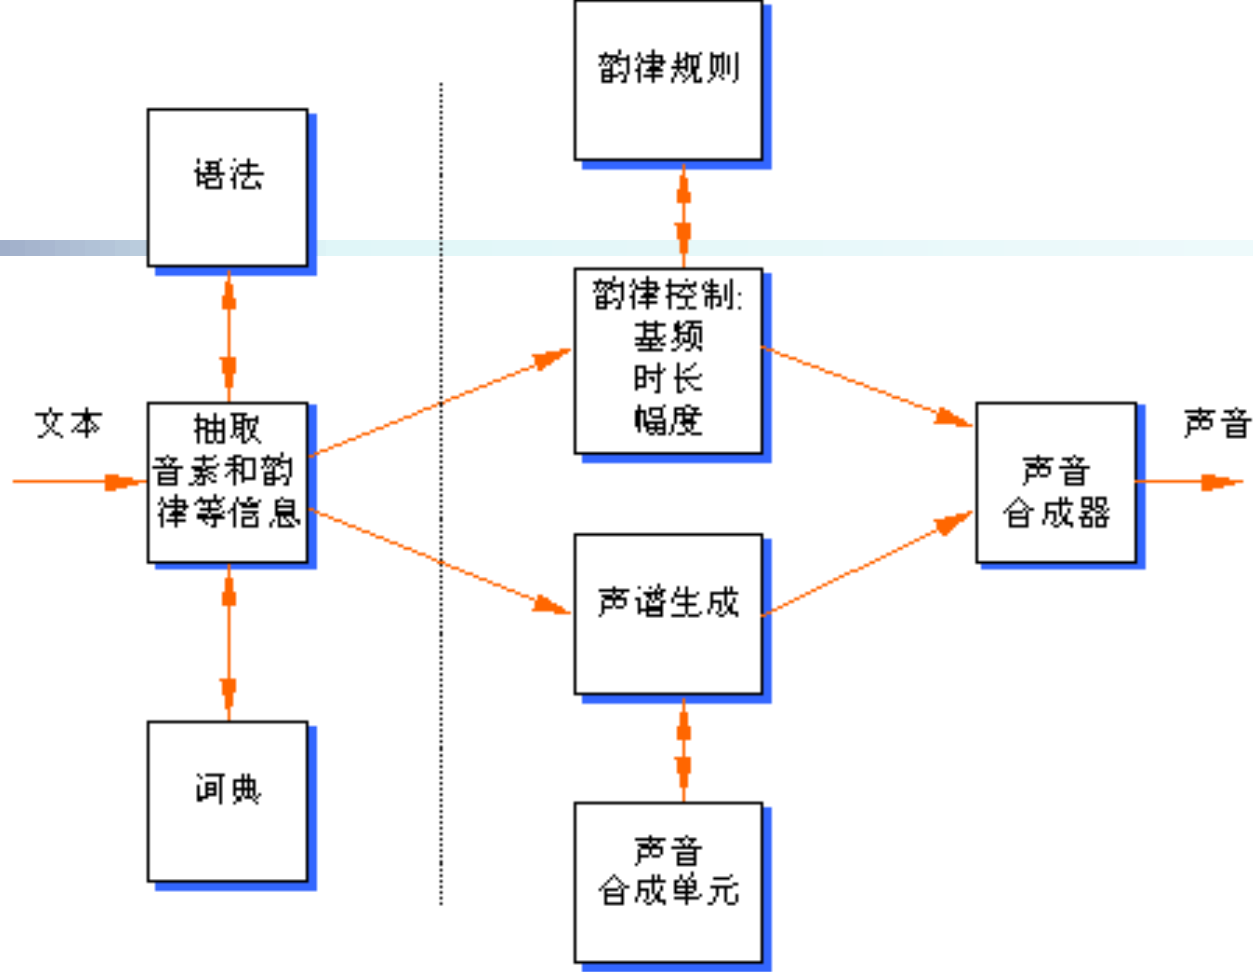 韵律规则
语法
韵律控制:
基频
时长
幅度
文本
抽取
音素和韵
律等信息
声音
合成器
声音
声谱生成
词典
声音
合成单元